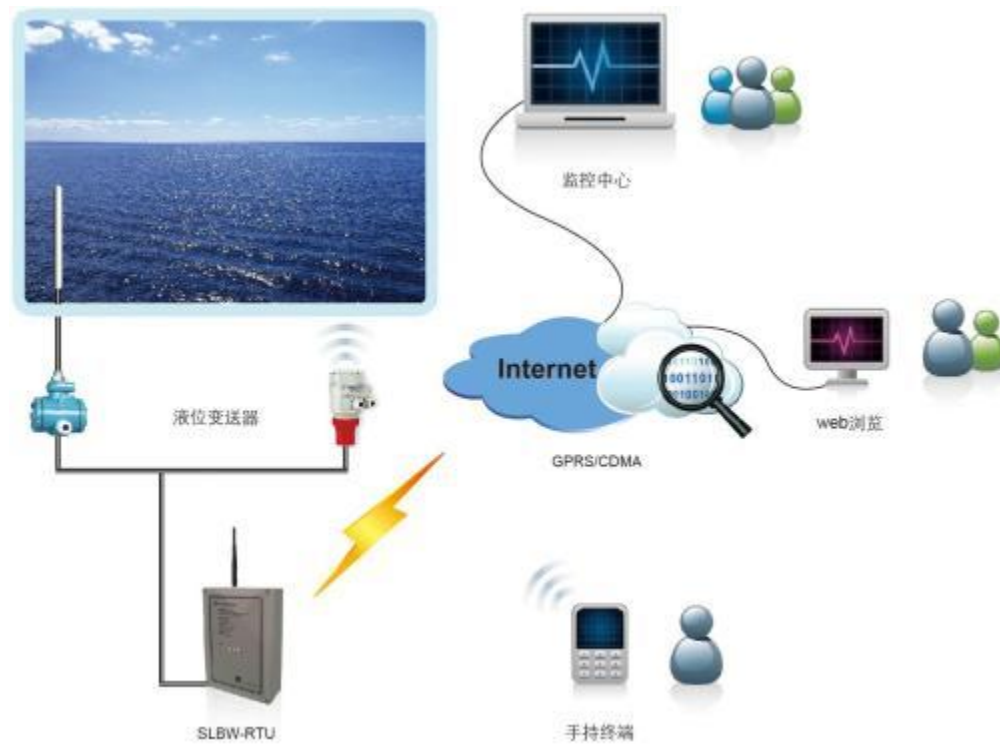 监控中心
Internet
web浏览
液位变送器
GPRS/CDMA
SLBW-RTU
手持终端